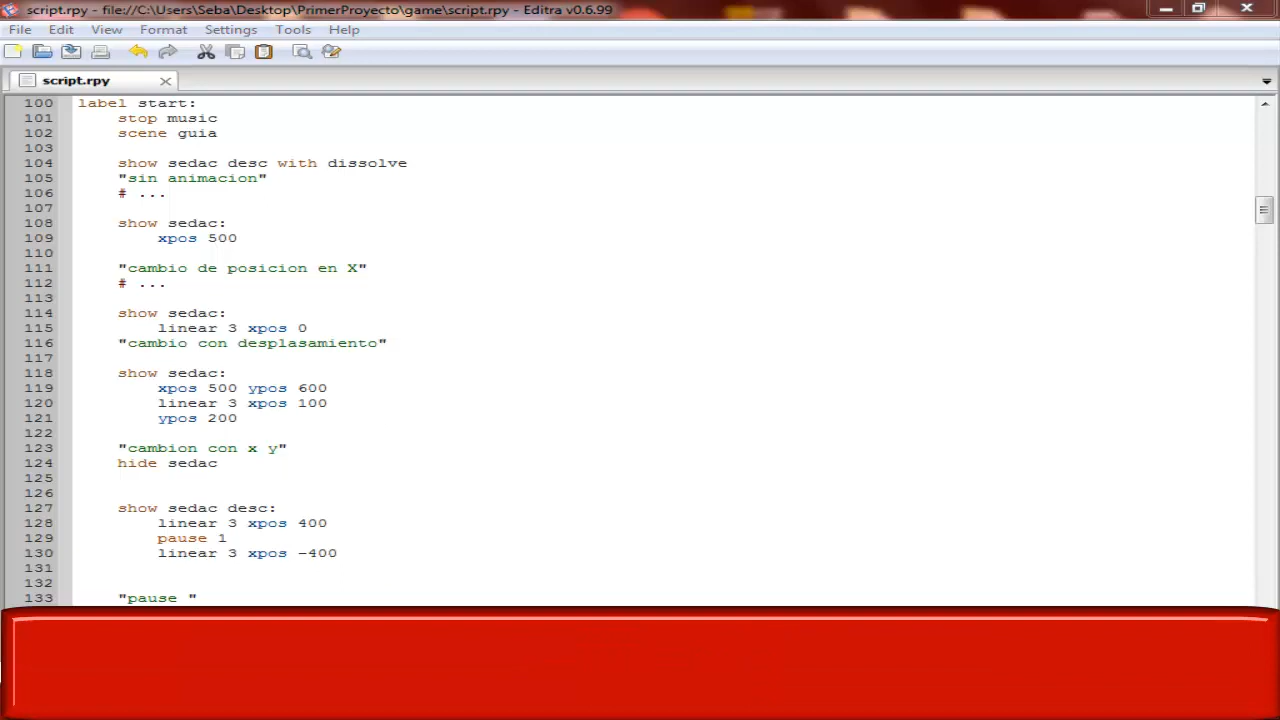 script.rpy - file://C:\Users\Seba\Desktop\PrimerProyecto\game\script.rpy - Editra v0.6.99
File Edit View Format Settings Tools Help
script.rpy
100 label start:
101 stop music
102 scene guia
103
104 show sedac desc with dissolve
105 "sin animacion"
106 # ...
107
108 show sedac:
109 xpos 500
110
111 "cambio de posicion en X"
112 # ...
113
114 show sedac:
115 linear 3 xpos 0
116 "cambio con desplasamiento"
117
118 show sedac:
119 xpos 500 ypos 600
120 linear 3 xpos 100
121 ypos 200
122
123 "cambion con x y"
124 hide sedac
125
126
127 show sedac desc:
128 linear 3 xpos 400
129 pause 1
130 linear 3 xpos -400
131
132
133 "pause "